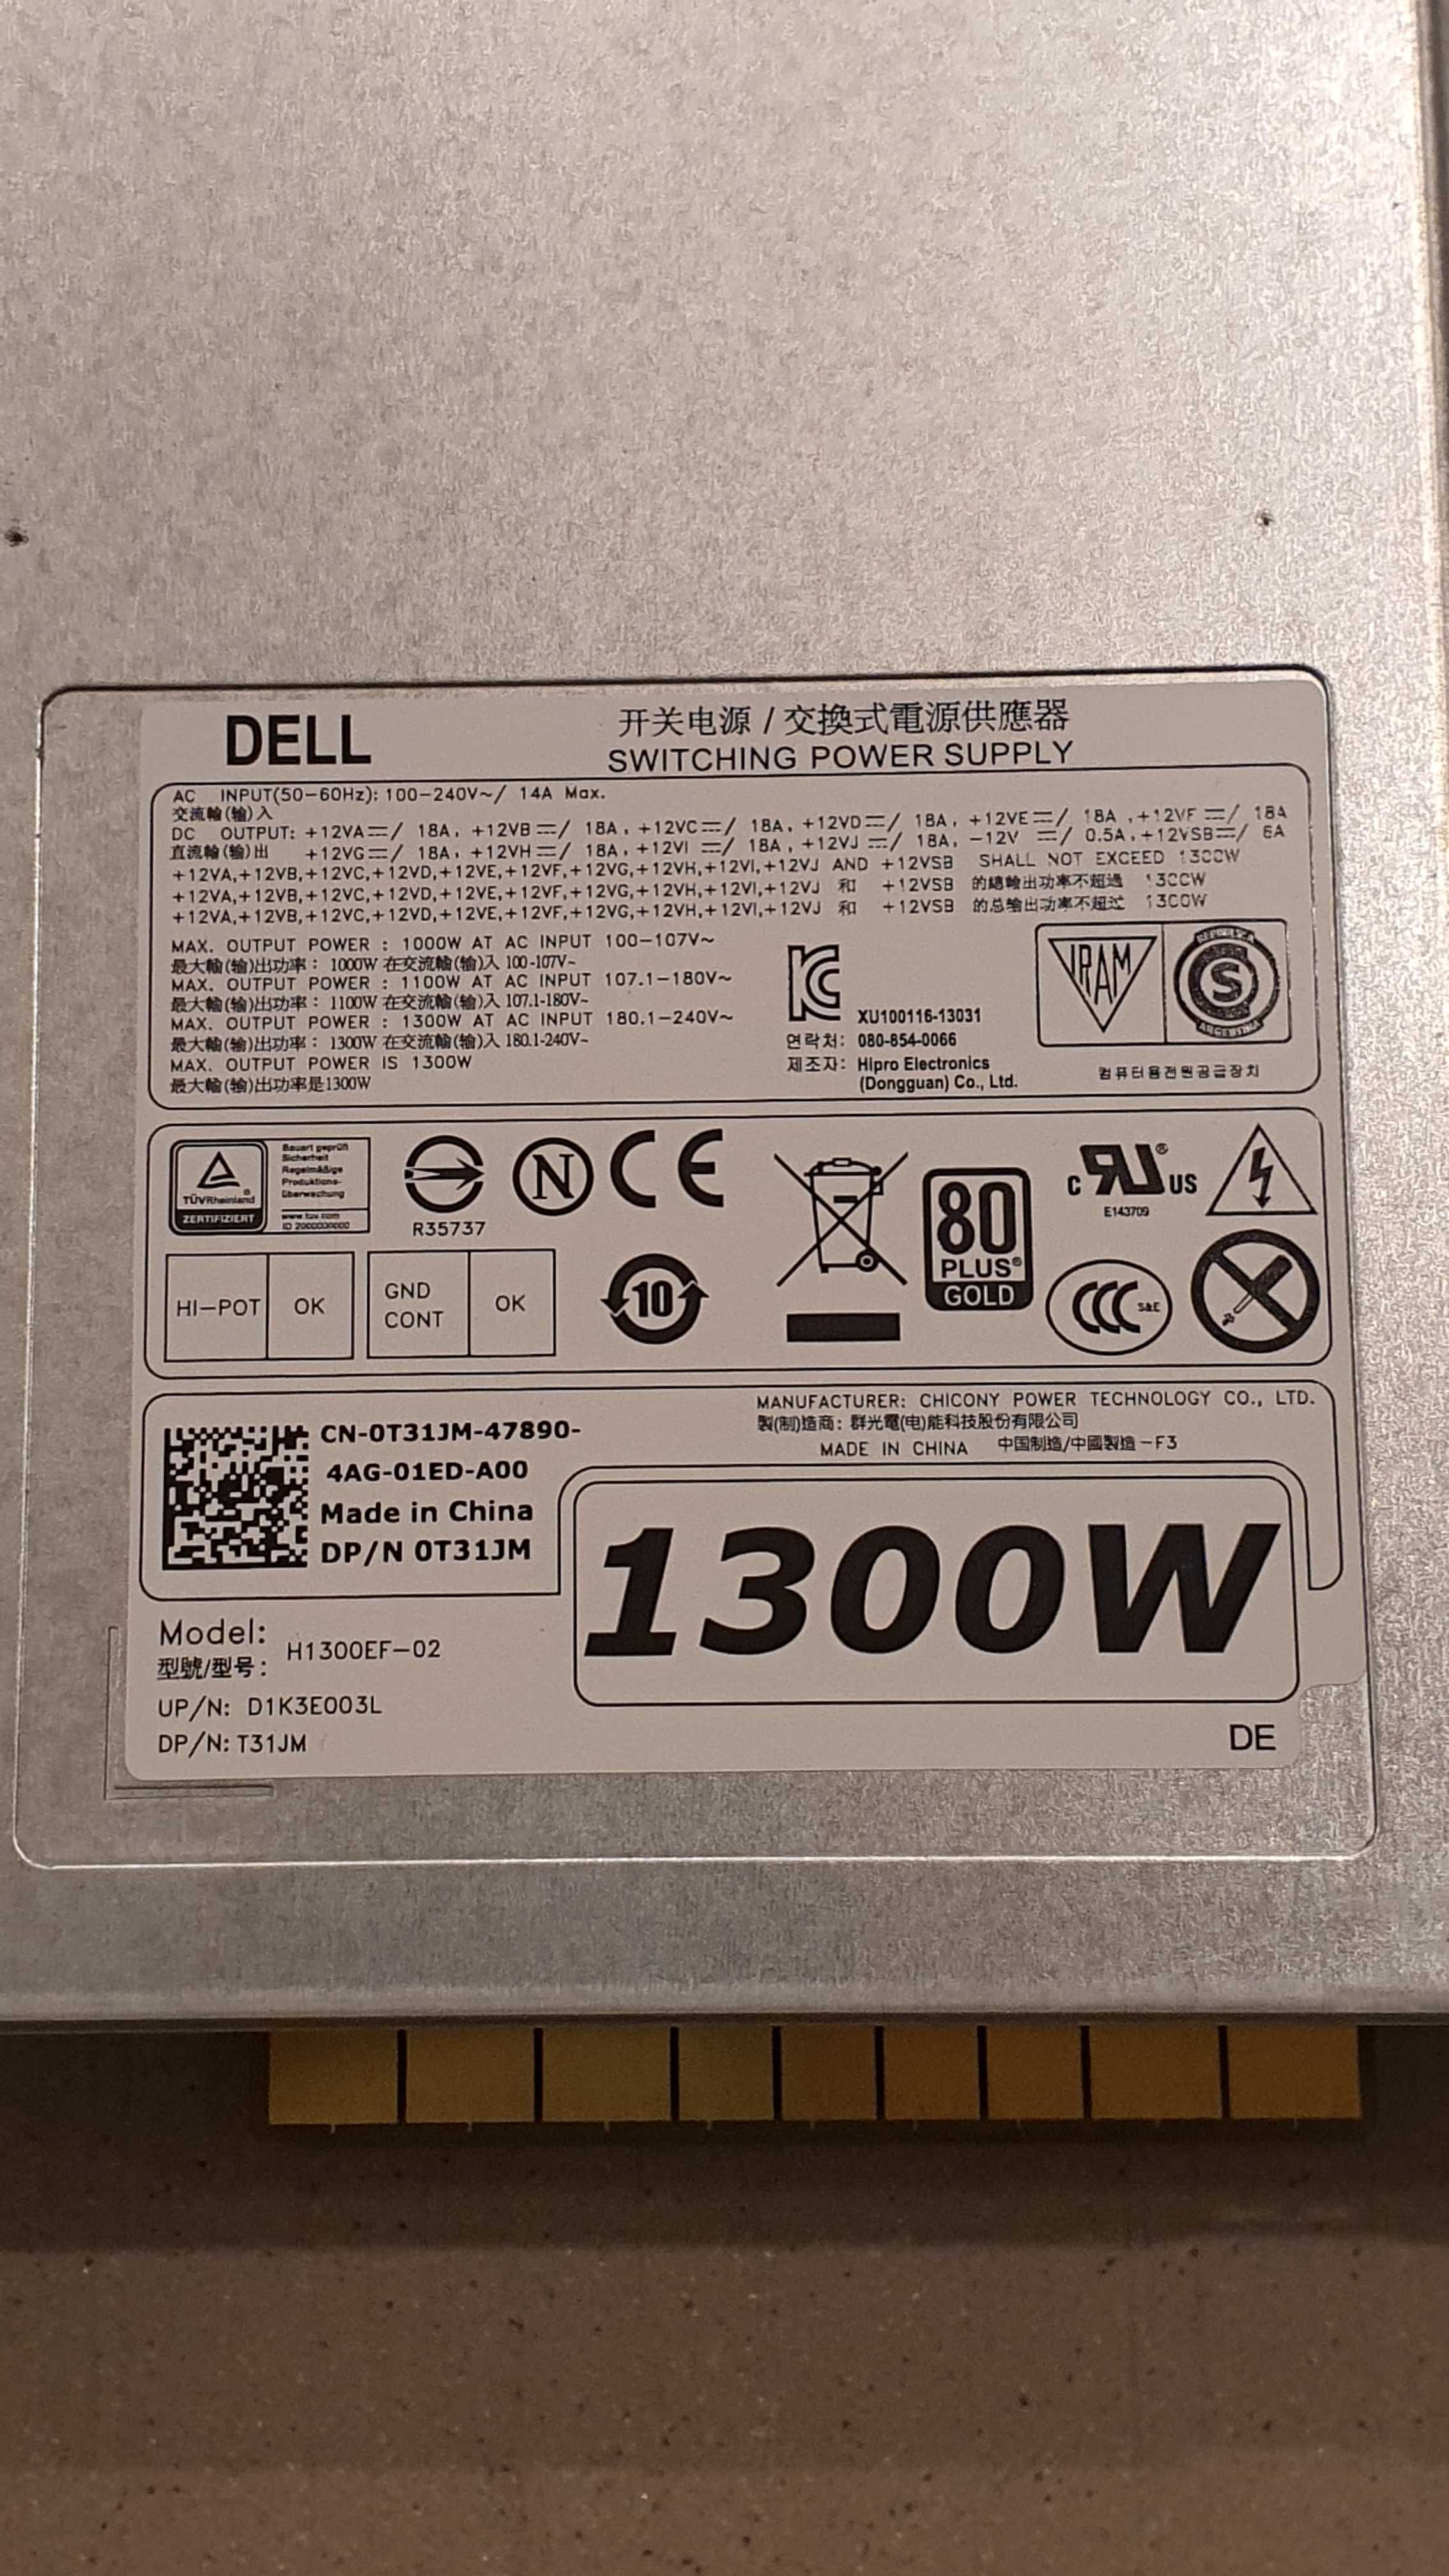 DELL
开关电源 / 交換式電源供應器
SWITCHING POWER SUPPLY
AC INPUT(50-60Hz): 100-240V~/ 14A Max.
交流輸(输)入
DC OUTPUT: +12VA⎓/ 18A, +12VB⎓/ 18A, +12VC⎓/ 18A, +12VD⎓/ 18A, +12VE⎓/ 18A, +12VF⎓/ 18A
直流輸(输)出 +12VG⎓/ 18A, +12VH⎓/ 18A, +12VI ⎓/ 18A, +12VJ⎓/ 18A, -12V ⎓/ 0.5A, +12VSB⎓/ 6A
+12VA,+12VB,+12VC,+12VD,+12VE,+12VF,+12VG,+12VH,+12VI,+12VJ AND +12VSB SHALL NOT EXCEED 1300W
+12VA,+12VB,+12VC,+12VD,+12VE,+12VF,+12VG,+12VH,+12VI,+12VJ 和 +12VSB 的總輸出功率不超過 1300W
+12VA,+12VB,+12VC,+12VD,+12VE,+12VF,+12VG,+12VH,+12VI,+12VJ 和 +12VSB 的总输出功率不超过 1300W
MAX. OUTPUT POWER : 1000W AT AC INPUT 100-107V~
最大輸(输)出功率： 1000W 在交流輸(输)入 100-107V~
MAX. OUTPUT POWER : 1100W AT AC INPUT 107.1-180V~
最大輸(输)出功率： 1100W 在交流輸(输)入 107.1-180V~
MAX. OUTPUT POWER : 1300W AT AC INPUT 180.1-240V~
最大輸(输)出功率： 1300W 在交流輸(输)入 180.1-240V~
MAX. OUTPUT POWER IS 1300W
最大輸(输)出功率是1300W
XU100116-13031
연락처: 080-854-0066
제조자: Hipro Electronics
(Dongguan) Co., Ltd.
IRAM
S
ARGENTINA
컴퓨터용전원공급장치
TÜVRheinland
ZERTIFIZIERT
Bauart geprüft
Sicherheit
Regelmäßige
Produktions-
überwachung
www.tuv.com
ID 2000000000
R35737
N
CE
80
PLUS®
GOLD
c RU® US
E143709
HI-POT OK
GND
CONT OK
10
CCC S&E
MANUFACTURER: CHICONY POWER TECHNOLOGY CO., LTD.
製(制)造商: 群光電(电)能科技股份有限公司
MADE IN CHINA 中国制造/中國製造-F3
CN-0T31JM-47890-
4AG-01ED-A00
Made in China
DP/N 0T31JM
1300W
Model: H1300EF-02
型號/型号:
UP/N: D1K3E003L
DP/N: T31JM
DE